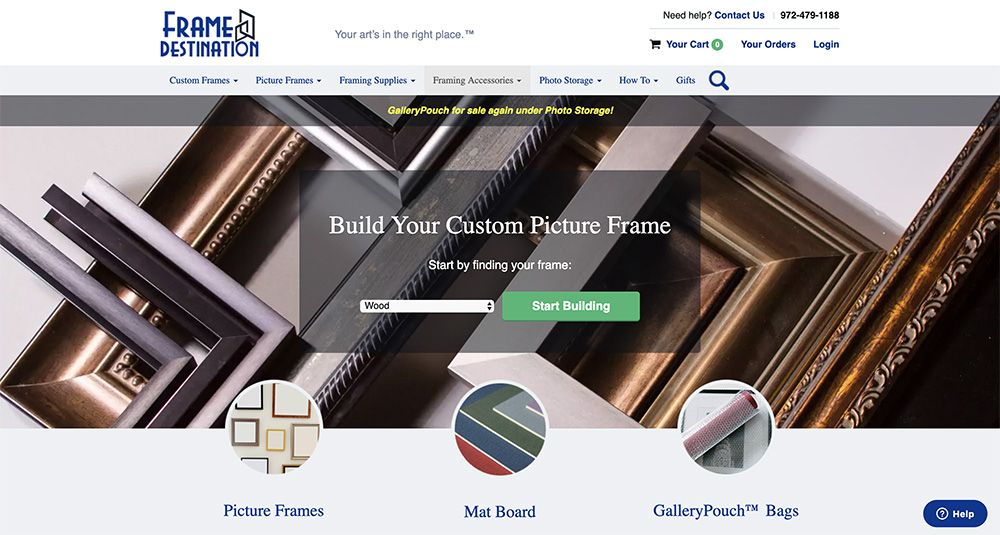 FRAME
DESTINATION
Your art's in the right place.™
Need help? Contact Us 972-479-1188
Your Cart 0 Your Orders Login
Custom Frames Picture Frames Framing Supplies Framing Accessories Photo Storage How To Gifts
GalleryPouch for sale again under Photo Storage!
Build Your Custom Picture Frame
Start by finding your frame:
Wood Start Building
Picture Frames Mat Board GalleryPouch™ Bags
Help